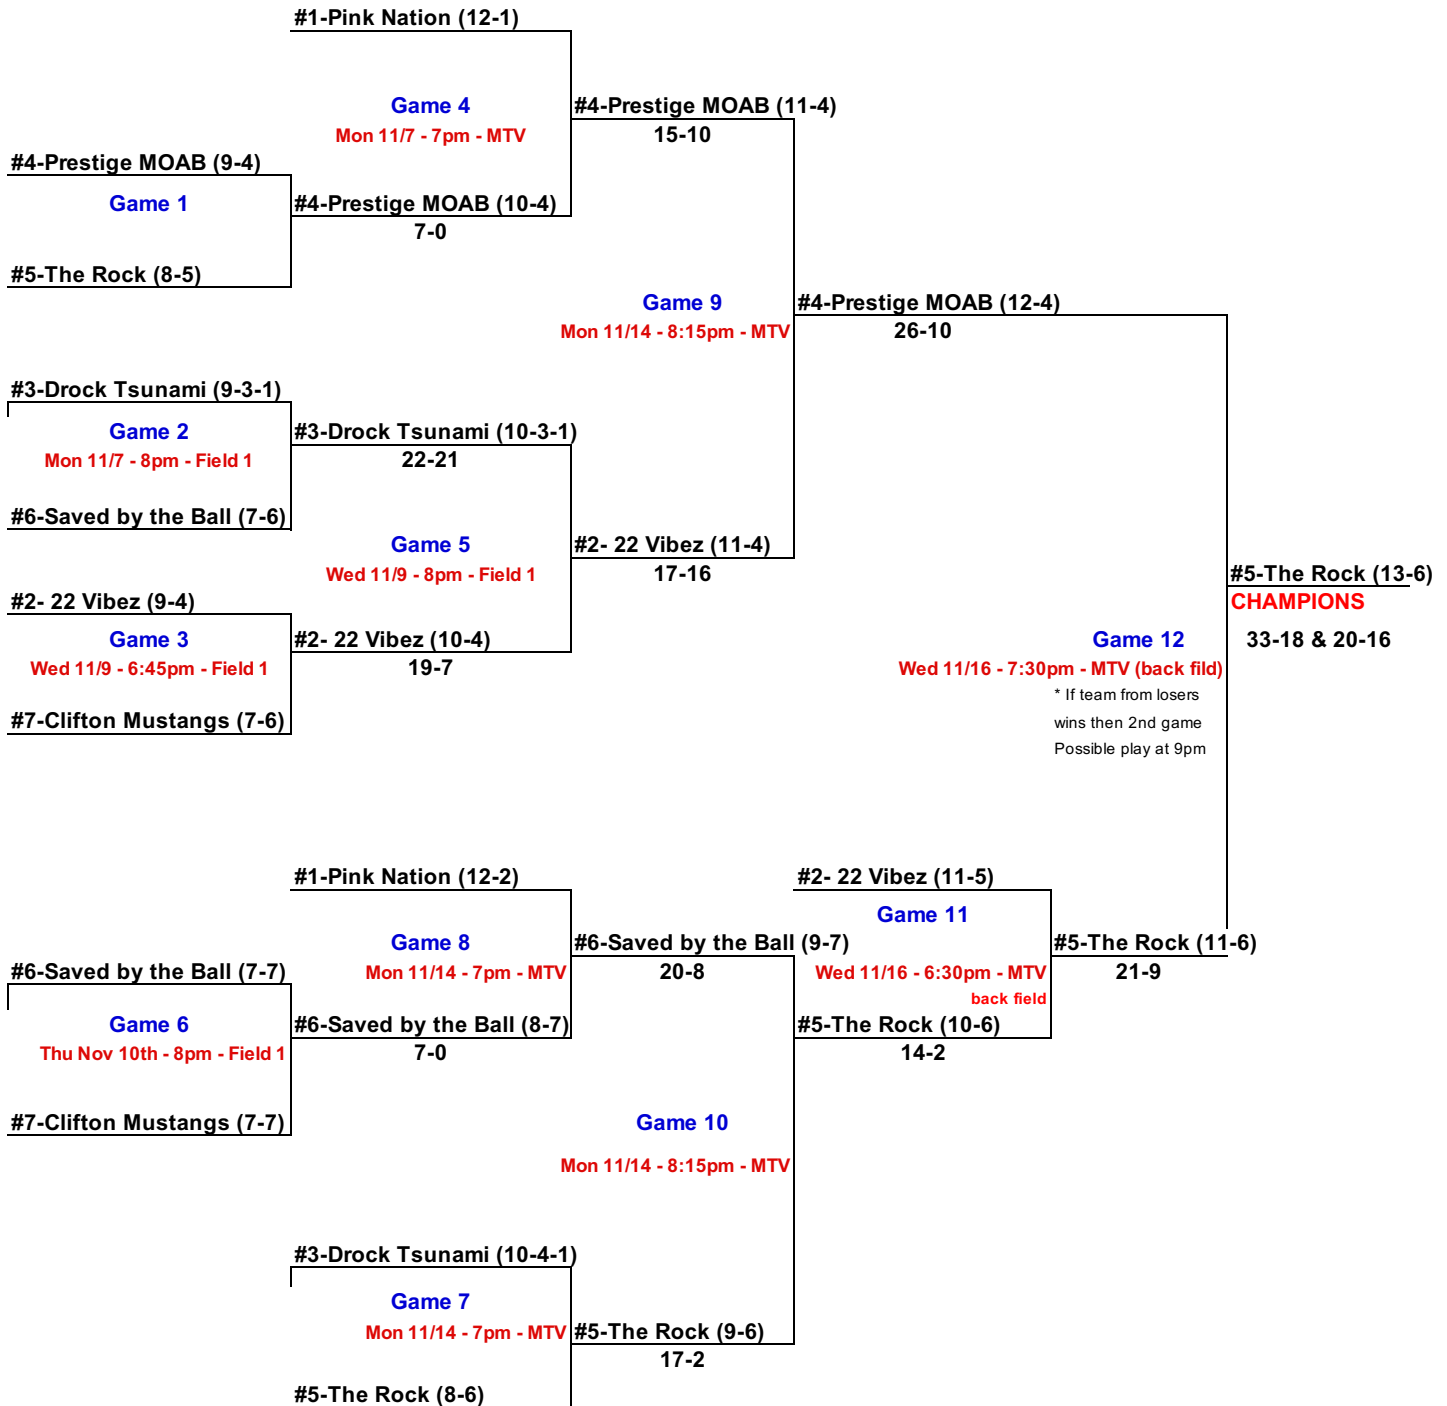 #1-Pink Nation (12-1)
Game 4
Mon 11/7 - 7pm - MTV
#4-Prestige MOAB (11-4)
15-10
#4-Prestige MOAB (9-4)
Game 1
#4-Prestige MOAB (10-4)
7-0
#5-The Rock (8-5)
Game 9
Mon 11/14 - 8:15pm - MTV
#4-Prestige MOAB (12-4)
26-10
#3-Drock Tsunami (9-3-1)
Game 2
Mon 11/7 - 8pm - Field 1
#3-Drock Tsunami (10-3-1)
22-21
#6-Saved by the Ball (7-6)
Game 5
Wed 11/9 - 8pm - Field 1
#2- 22 Vibez (11-4)
17-16
#2- 22 Vibez (9-4)
Game 3
Wed 11/9 - 6:45pm - Field 1
#2- 22 Vibez (10-4)
19-7
#7-Clifton Mustangs (7-6)
#5-The Rock (13-6)
CHAMPIONS
33-18 & 20-16
Game 12
Wed 11/16 - 7:30pm - MTV (back fild)
* If team from losers
wins then 2nd game
Possible play at 9pm
#1-Pink Nation (12-2)
Game 8
Mon 11/14 - 7pm - MTV
#6-Saved by the Ball (9-7)
20-8
#2- 22 Vibez (11-5)
Game 11
Wed 11/16 - 6:30pm - MTV
back field
#5-The Rock (11-6)
21-9
#6-Saved by the Ball (7-7)
Game 6
Thu Nov 10th - 8pm - Field 1
#6-Saved by the Ball (8-7)
7-0
#5-The Rock (10-6)
14-2
#7-Clifton Mustangs (7-7)
Game 10
Mon 11/14 - 8:15pm - MTV
#3-Drock Tsunami (10-4-1)
Game 7
Mon 11/14 - 7pm - MTV
#5-The Rock (9-6)
17-2
#5-The Rock (8-6)